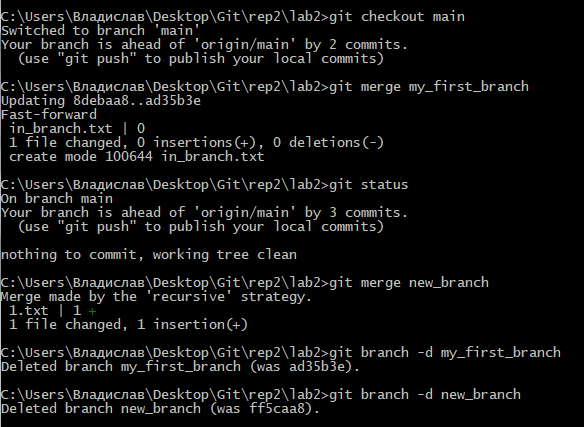 C:\Users\Владислав\Desktop\Git\rep2\lab2>git checkout main
Switched to branch 'main'
Your branch is ahead of 'origin/main' by 2 commits.
  (use "git push" to publish your local commits)
C:\Users\Владислав\Desktop\Git\rep2\lab2>git merge my_first_branch
Updating 8debaa8..ad35b3e
Fast-forward
 in_branch.txt | 0
 1 file changed, 0 insertions(+), 0 deletions(-)
 create mode 100644 in_branch.txt
C:\Users\Владислав\Desktop\Git\rep2\lab2>git status
On branch main
Your branch is ahead of 'origin/main' by 3 commits.
  (use "git push" to publish your local commits)
nothing to commit, working tree clean
C:\Users\Владислав\Desktop\Git\rep2\lab2>git merge new_branch
Merge made by the 'recursive' strategy.
 1.txt | 1 +
 1 file changed, 1 insertion(+)
C:\Users\Владислав\Desktop\Git\rep2\lab2>git branch -d my_first_branch
Deleted branch my_first_branch (was ad35b3e).
C:\Users\Владислав\Desktop\Git\rep2\lab2>git branch -d new_branch
Deleted branch new_branch (was ff5caa8).